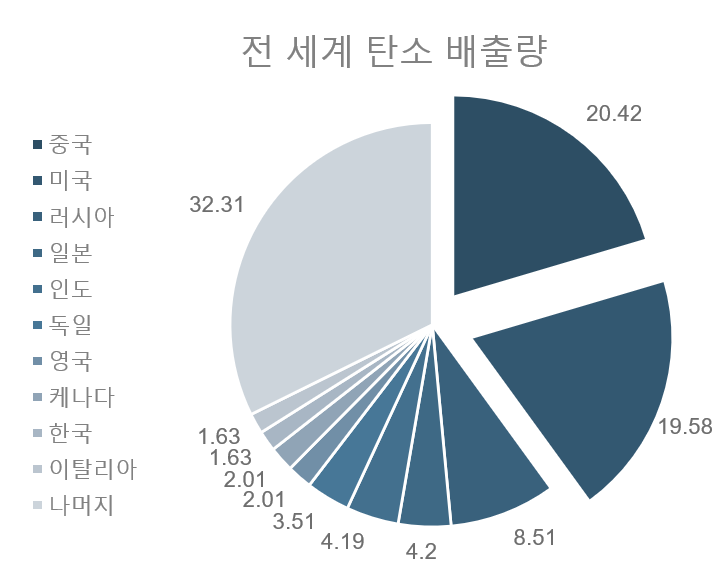 전 세계 탄소 배출량
중국
미국
러시아
일본
인도
독일
영국
케나다
한국
이탈리아
나머지
20.42
19.58
8.51
4.2
4.19
3.51
2.01
2.01
1.63
1.63
32.31